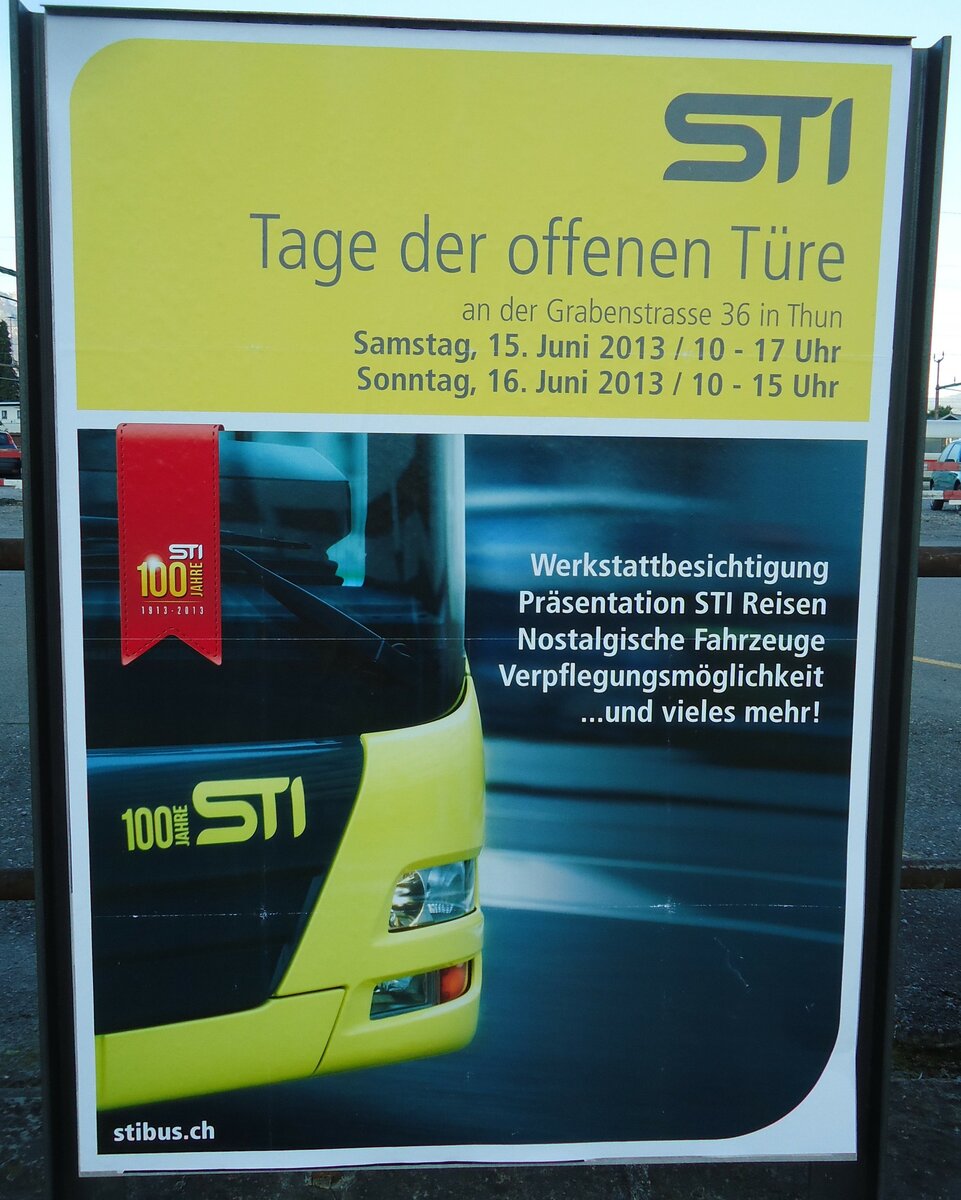 STI
Tage der offenen Türe
an der Grabenstrasse 36 in Thun
Samstag, 15. Juni 2013 / 10 - 17 Uhr
Sonntag, 16. Juni 2013 / 10 - 15 Uhr
STI
100 JAHRE
1913-2013
Werkstattbesichtigung
Präsentation STI Reisen
Nostalgische Fahrzeuge
Verpflegungsmöglichkeit
...und vieles mehr!
100 JAHRE STI
stibus.ch